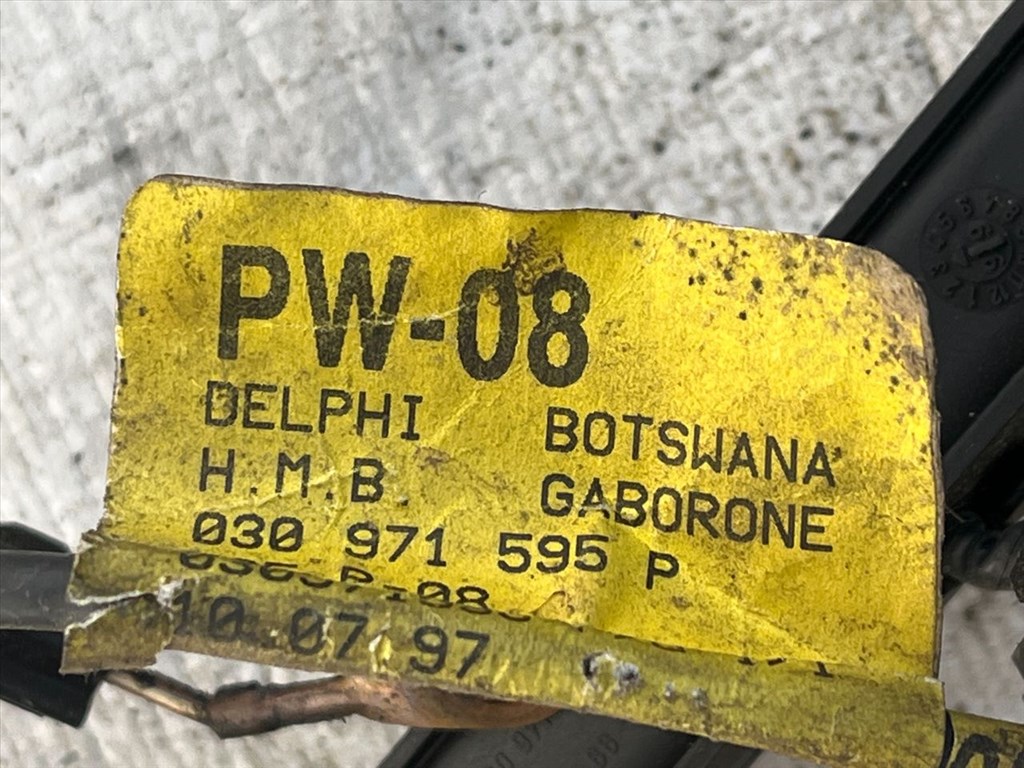 PW-08
DELPHI BOTSWANA
H.M.B. GABORONE
030 971 595 P
10.07.97